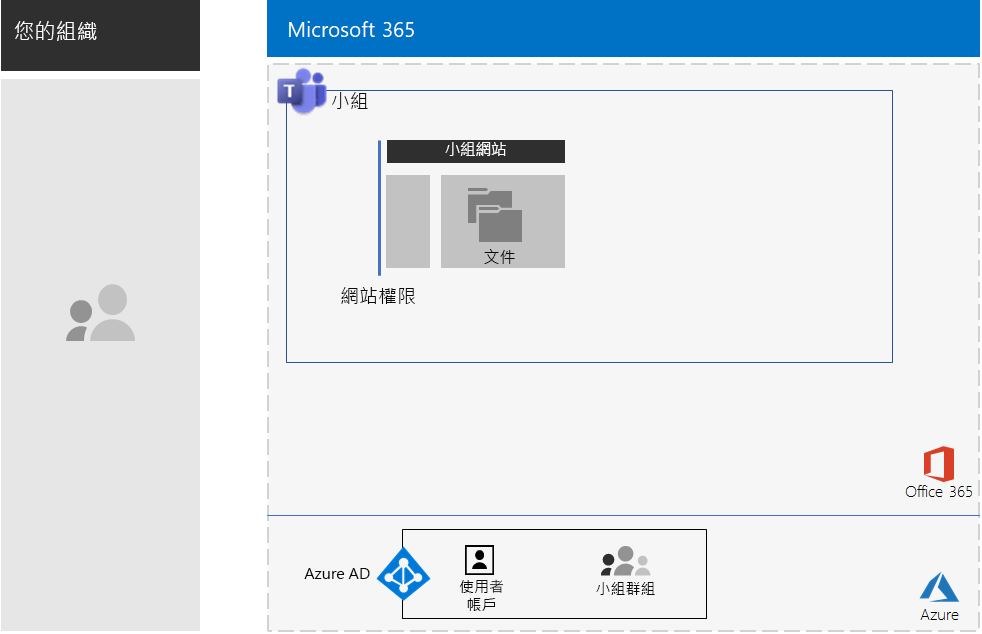 您的組織
Microsoft 365
T
小組
小組網站
文件
網站權限
Office 365
Azure AD
使用者
帳戶
小組群組
Azure